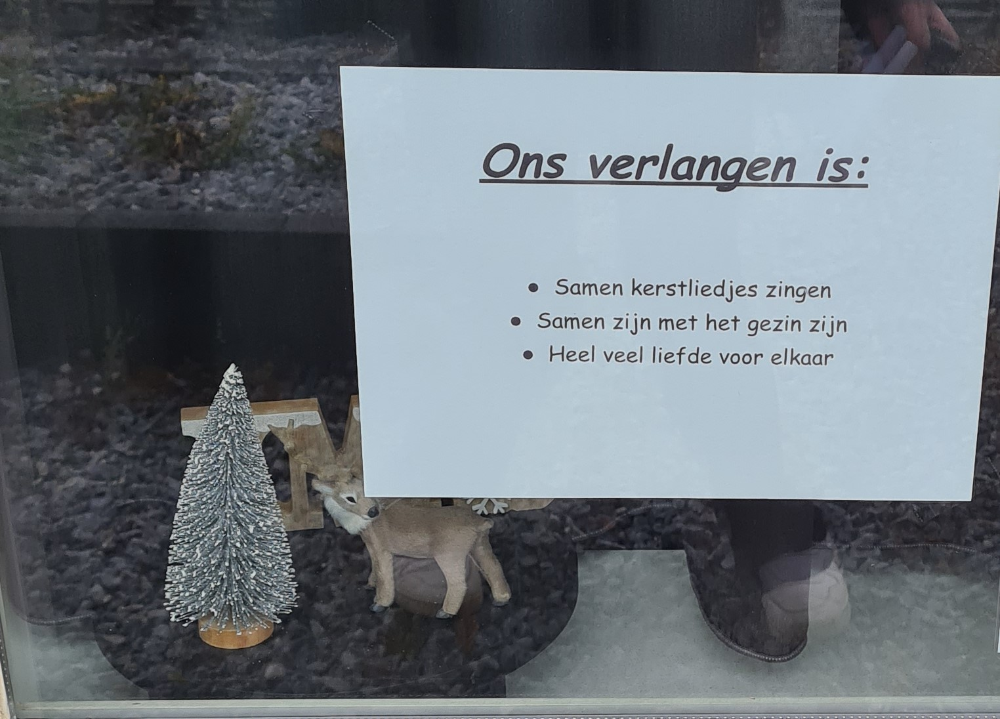 Ons verlangen is:
• Samen kerstliedjes zingen
• Samen zijn met het gezin zijn
• Heel veel liefde voor elkaar